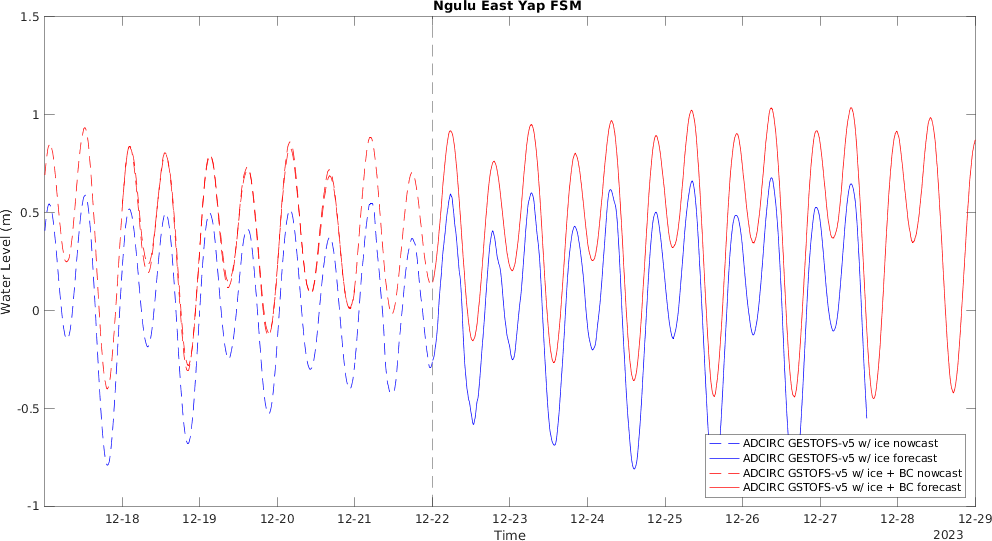 Ngulu East Yap FSM
1.5
1
0.5
0
-0.5
-1
Water Level (m)
ADCIRC GESTOFS-v5 w/ ice nowcast
ADCIRC GESTOFS-v5 w/ ice forecast
ADCIRC GSTOFS-v5 w/ ice + BC nowcast
ADCIRC GSTOFS-v5 w/ ice + BC forecast
12-18 12-19 12-20 12-21 12-22 12-23 12-24 12-25 12-26 12-27 12-28 12-29
Time
2023